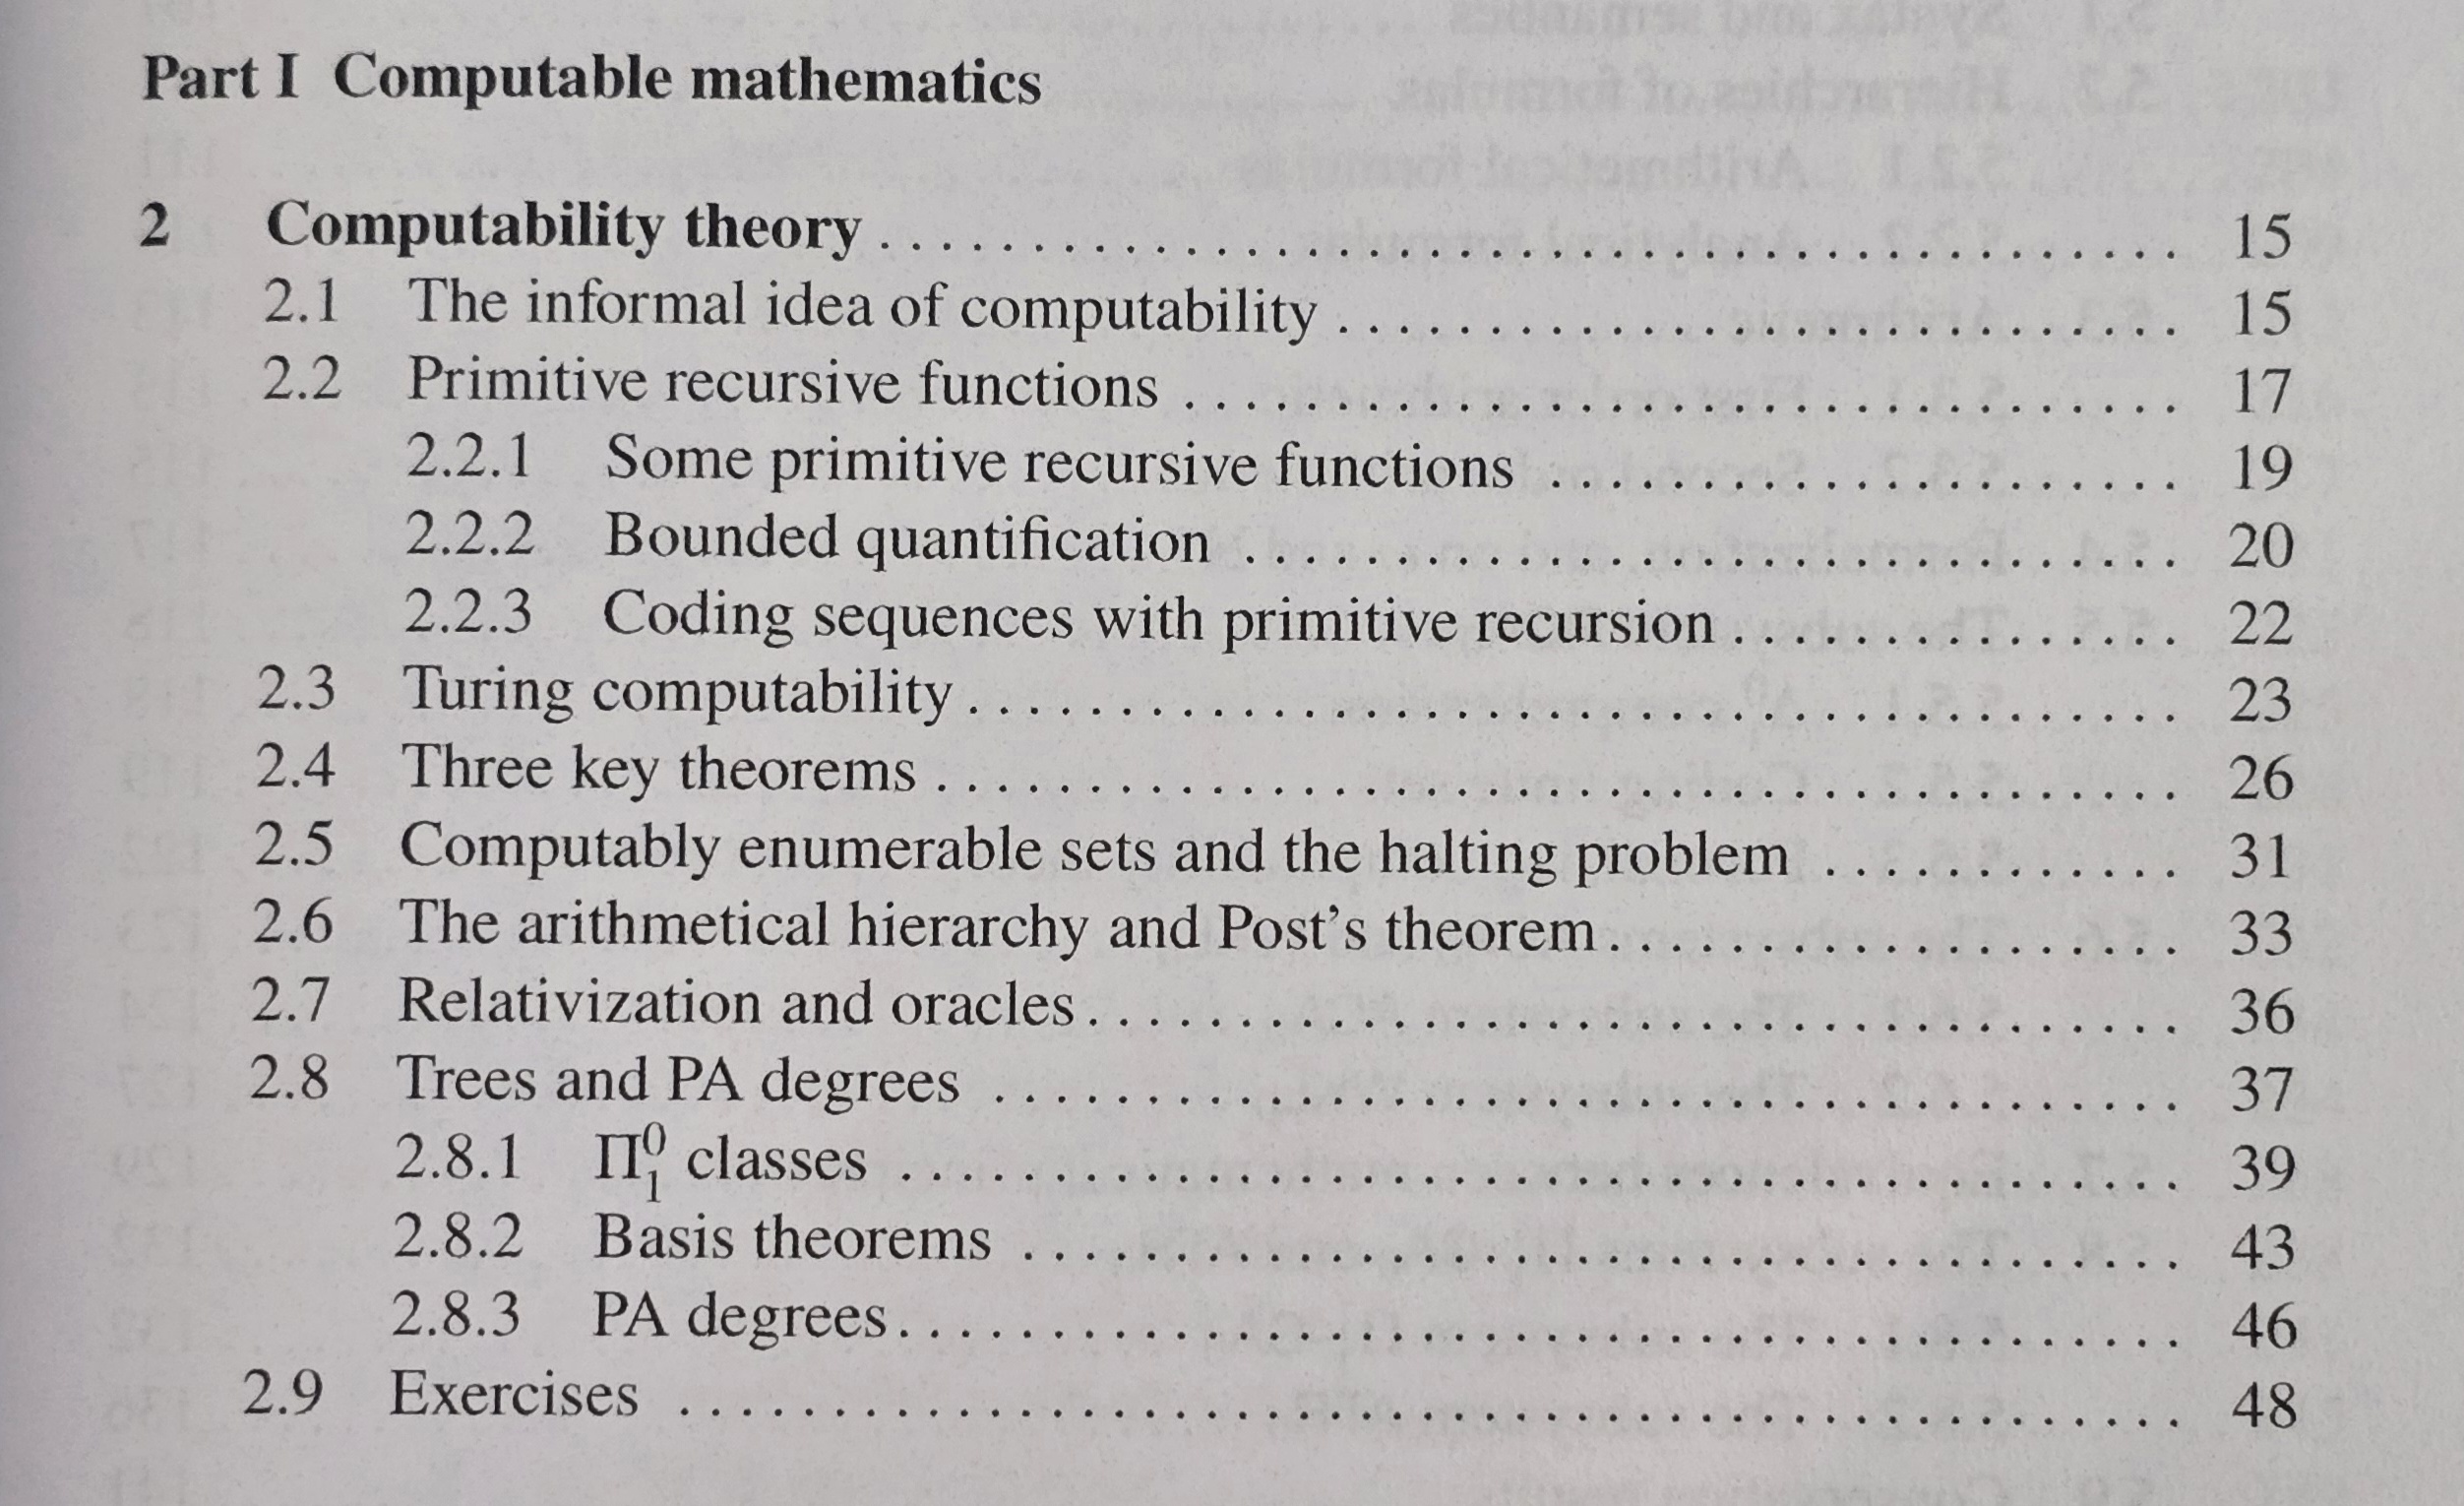 Part I Computable mathematics
2 Computability theory . . . . . . . . . . . . . . . . . . . . 15
2.1 The informal idea of computability . . . . . . . . . . . . . . . . . . . . 15
2.2 Primitive recursive functions . . . . . . . . . . . . . . . . . . . . 17
2.2.1 Some primitive recursive functions . . . . . . . . . . . . . . . . . . . . 19
2.2.2 Bounded quantification . . . . . . . . . . . . . . . . . . . . 20
2.2.3 Coding sequences with primitive recursion . . . . . . . . . . . . . . . 22
2.3 Turing computability . . . . . . . . . . . . . . . . . . . . 23
2.4 Three key theorems . . . . . . . . . . . . . . . . . . . . 26
2.5 Computably enumerable sets and the halting problem . . . . . . . . . . . . 31
2.6 The arithmetical hierarchy and Post's theorem . . . . . . . . . . . . . . . . . . . 33
2.7 Relativization and oracles . . . . . . . . . . . . . . . . . . . . 36
2.8 Trees and PA degrees . . . . . . . . . . . . . . . . . . . . 37
2.8.1 Π⁰₁ classes . . . . . . . . . . . . . . . . . . . . 39
2.8.2 Basis theorems . . . . . . . . . . . . . . . . . . . . 43
2.8.3 PA degrees . . . . . . . . . . . . . . . . . . . . 46
2.9 Exercises . . . . . . . . . . . . . . . . . . . . 48